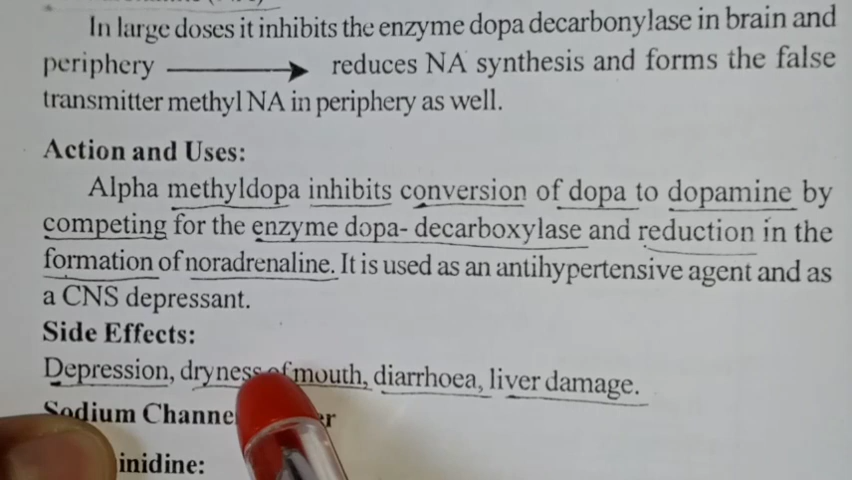 In large doses it inhibits the enzyme dopa decarbonylase in brain and
periphery reduces NA synthesis and forms the false
transmitter methyl NA in periphery as well.
Action and Uses:
Alpha methyldopa inhibits conversion of dopa to dopamine by
competing for the enzyme dopa- decarboxylase and reduction in the
formation of noradrenaline. It is used as an antihypertensive agent and as
a CNS depressant.
Side Effects:
Depression, dryness of mouth, diarrhoea, liver damage.
Sodium